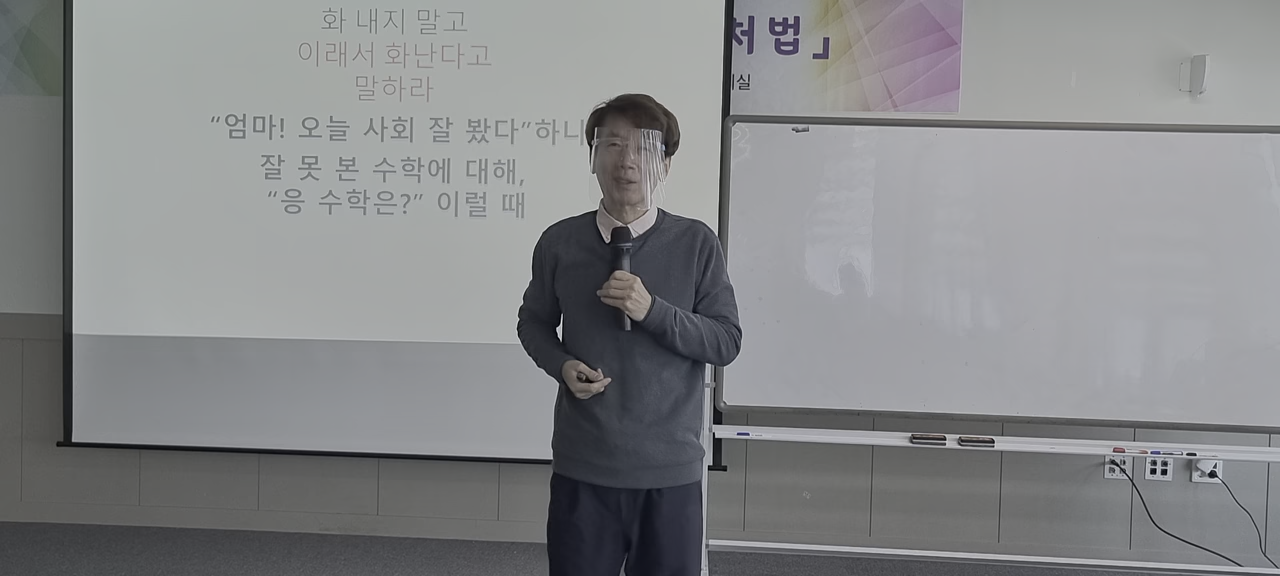 화 내지 말고
이래서 화난다고
말하라
“엄마! 오늘 사회 잘 봤다”하니
잘 못 본 수학에 대해,
“응 수학은?” 이럴 때
처법」
실